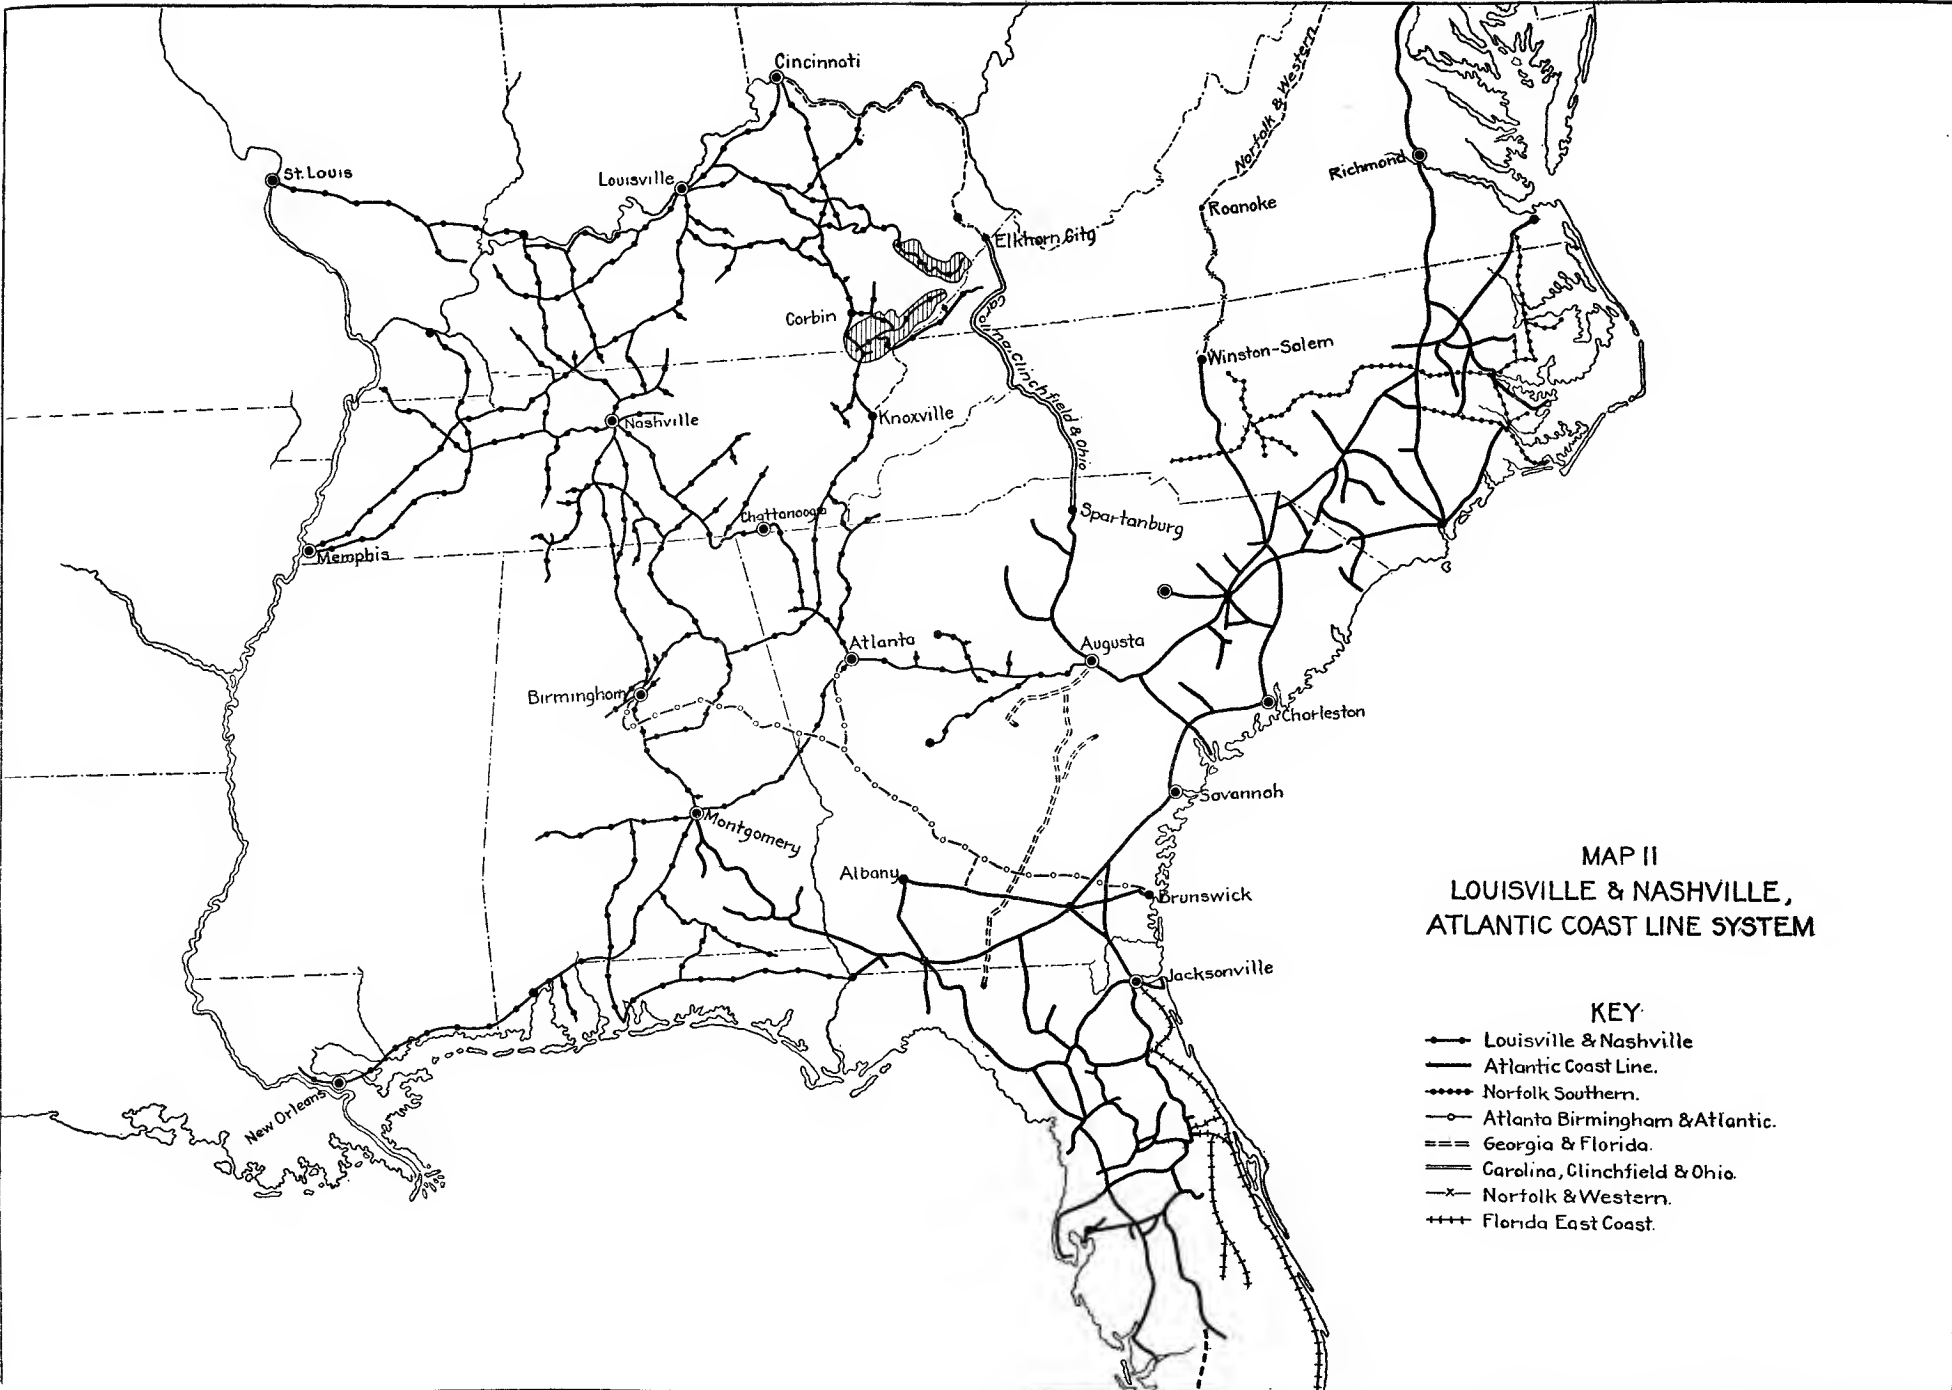 Cincinnati
Norfolk & Western
St. Louis
Louisville
Richmond
Roanoke
Elkhorn City
Corbin
Carolina, Clinchfield & Ohio
Winston-Salem
Knoxville
Nashville
Chattanooga
Spartanburg
Memphis
Atlanta
Augusta
Birmingham
Charleston
Savannah
Montgomery
Albany
Brunswick
Jacksonville
New Orleans
MAP II
LOUISVILLE & NASHVILLE,
ATLANTIC COAST LINE SYSTEM
KEY
Louisville & Nashville
Atlantic Coast Line.
Norfolk Southern.
Atlanta Birmingham & Atlantic.
Georgia & Florida.
Carolina, Clinchfield & Ohio.
Norfolk & Western.
Florida East Coast.